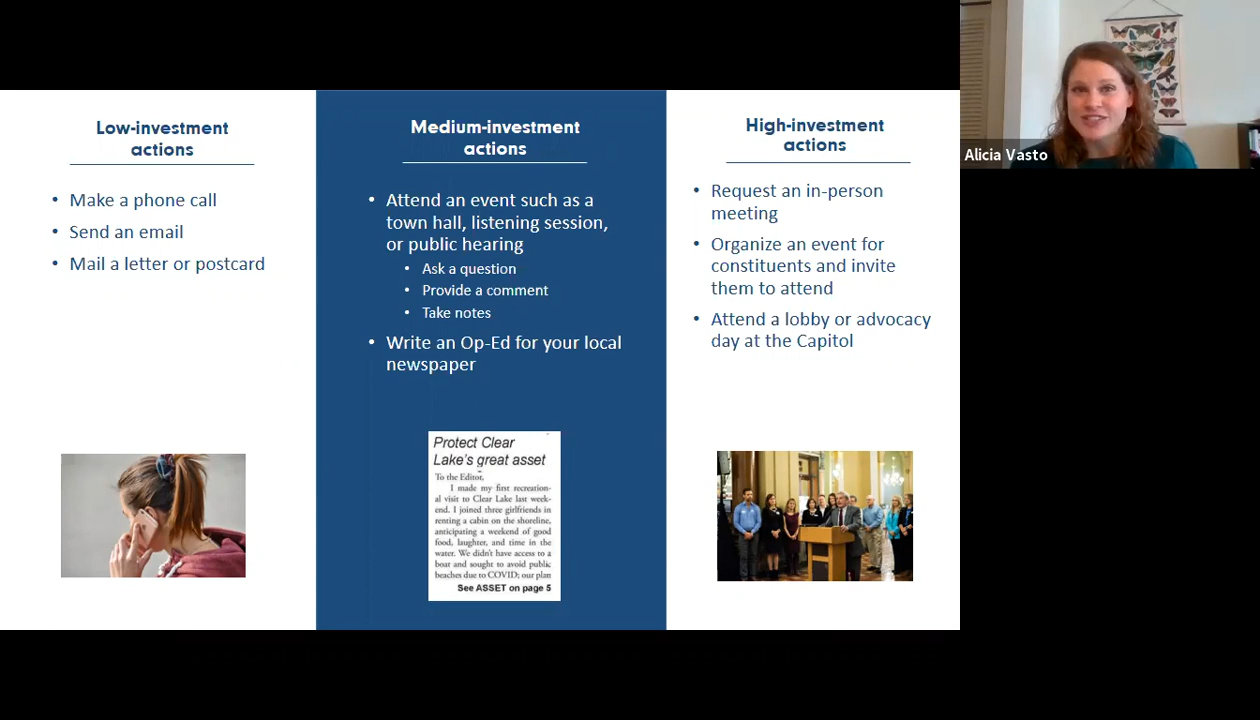 Low-investment
actions
• Make a phone call
• Send an email
• Mail a letter or postcard
Medium-investment
actions
• Attend an event such as a
town hall, listening session,
or public hearing
• Ask a question
• Provide a comment
• Take notes
• Write an Op-Ed for your local
newspaper
Protect Clear
Lake's great asset
To the Editor,
I made my first recreation-
al visit to Clear Lake last week-
end. I joined three girlfriends in
renting a cabin on the shoreline,
anticipating a weekend of good
food, laughter, and time in the
water. We didn't have access to a
boat and sought to avoid public
beaches due to COVID; our plan
See ASSET on page 5
High-investment
actions
• Request an in-person
meeting
• Organize an event for
constituents and invite
them to attend
• Attend a lobby or advocacy
day at the Capitol
Alicia Vasto